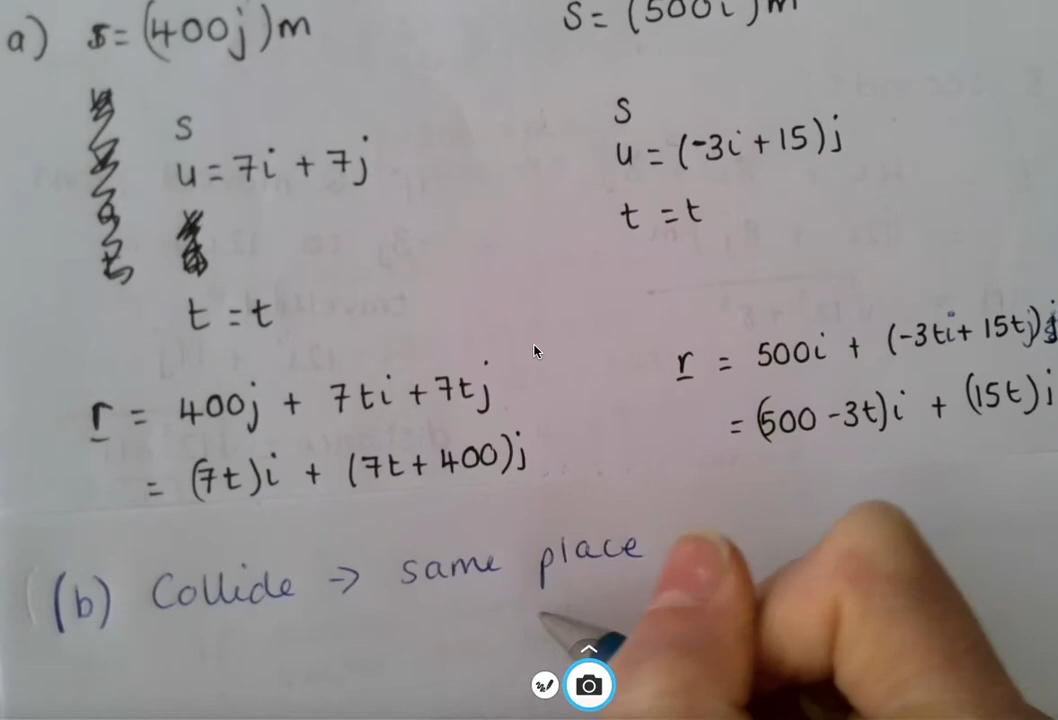 a) s = (400j)m
s = (500i)m
s
u = 7i + 7j
t = t
s
u = (-3i + 15)j
t = t
r = 400j + 7ti + 7tj
= (7t)i + (7t + 400)j
r = 500i + (-3ti + 15tj)
= (500 - 3t)i + (15t)j
(b) Collide → same place